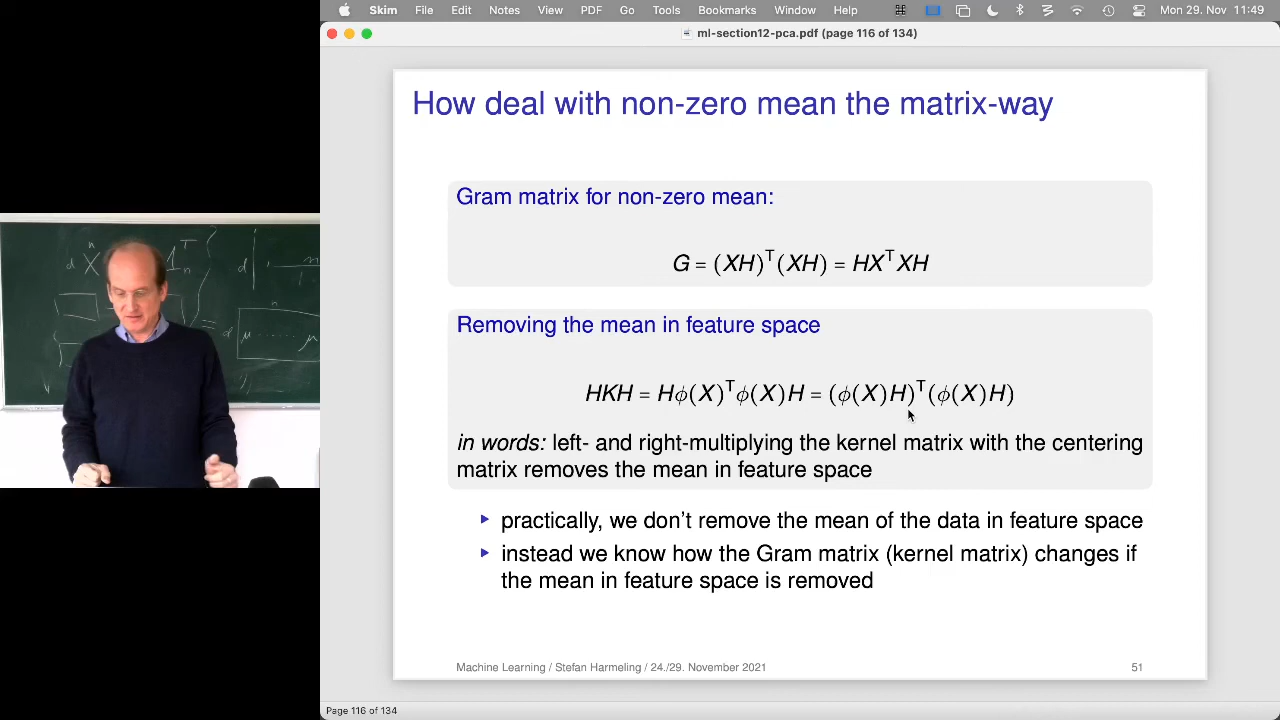 Skim File Edit Notes View PDF Go Tools Bookmarks Window Help Mon 29. Nov 11:49
ml-section12-pca.pdf (page 116 of 134)
How deal with non-zero mean the matrix-way
Gram matrix for non-zero mean:
G = (XH)ᵀ(XH) = HXᵀXH
Removing the mean in feature space
HKH = Hϕ(X)ᵀϕ(X)H = (ϕ(X)H)ᵀ(ϕ(X)H)
in words: left- and right-multiplying the kernel matrix with the centering
matrix removes the mean in feature space
▸ practically, we don't remove the mean of the data in feature space
▸ instead we know how the Gram matrix (kernel matrix) changes if
the mean in feature space is removed
Machine Learning / Stefan Harmeling / 24./29. November 2021 51
Page 116 of 134